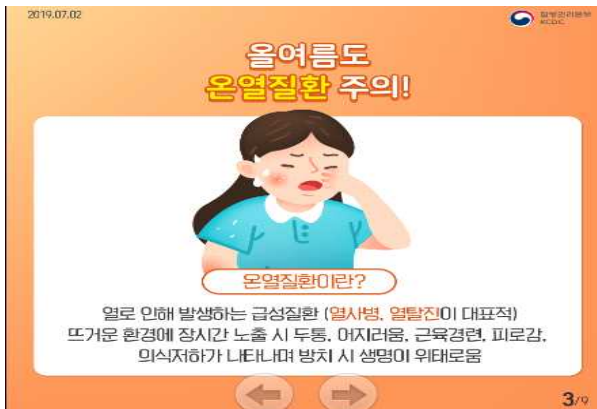 2019.07.02
질병관리본부
KCDC
올여름도
온열질환 주의!
온열질환이란?
열로 인해 발생하는 급성질환 (열사병, 열탈진이 대표적)
뜨거운 환경에 장시간 노출 시 두통, 어지러움, 근육경련, 피로감,
의식저하가 나타나며 방치 시 생명이 위태로움
3/9